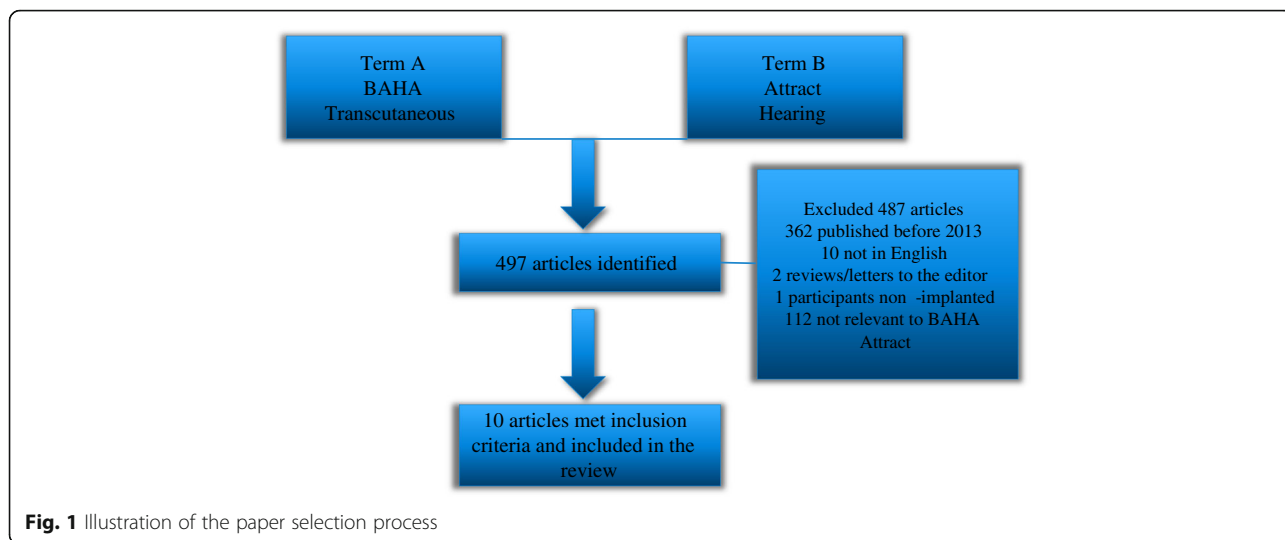 Term A
BAHA
Transcutaneous
Term B
Attract
Hearing
Excluded 487 articles
362 published before 2013
10 not in English
2 reviews/letters to the editor
1 participants non -implanted
112 not relevant to BAHA
Attract
497 articles identified
10 articles met inclusion
criteria and included in the
review
Fig. 1 Illustration of the paper selection process